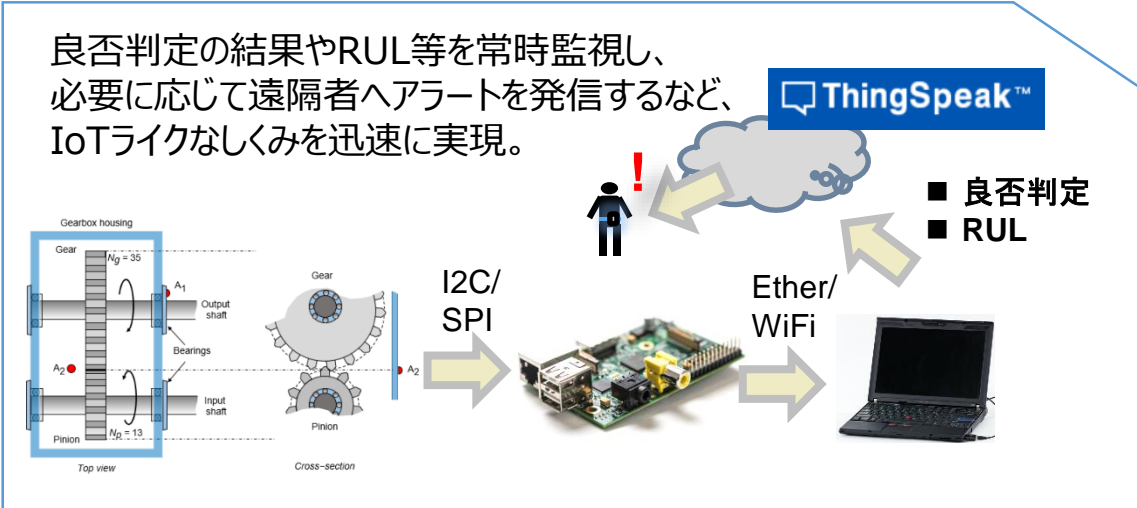 良否判定の結果やRUL等を常時監視し、
必要に応じて遠隔者へアラートを発信するなど、
IoTライクなしくみを迅速に実現。
ThingSpeak™
!
■ 良否判定
■ RUL
Gearbox housing
Gear
Ng = 35
A1
Output
shaft
Bearings
A2
Input
shaft
Pinion
Np = 13
Top view
Gear
A2
Pinion
Cross-section
I2C/
SPI
Ether/
WiFi